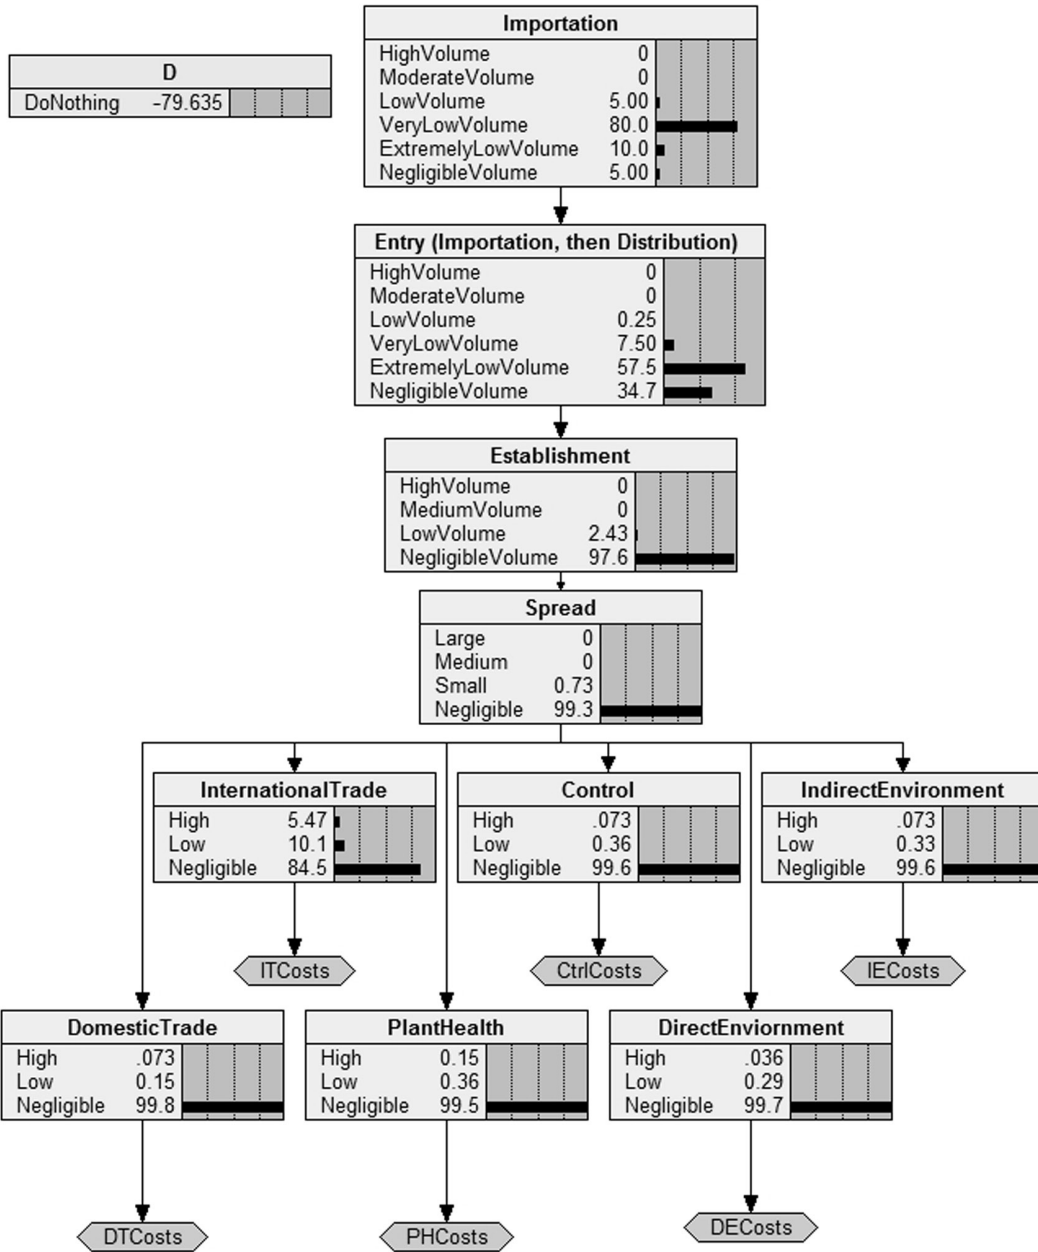 Importation
HighVolume 0
ModerateVolume 0
LowVolume 5.00
VeryLowVolume 80.0
ExtremelyLowVolume 10.0
NegligibleVolume 5.00
D
DoNothing -79.635
Entry (Importation, then Distribution)
HighVolume 0
ModerateVolume 0
LowVolume 0.25
VeryLowVolume 7.50
ExtremelyLowVolume 57.5
NegligibleVolume 34.7
Establishment
HighVolume 0
MediumVolume 0
LowVolume 2.43
NegligibleVolume 97.6
Spread
Large 0
Medium 0
Small 0.73
Negligible 99.3
InternationalTrade
High 5.47
Low 10.1
Negligible 84.5
Control
High .073
Low 0.36
Negligible 99.6
IndirectEnvironment
High .073
Low 0.33
Negligible 99.6
ITCosts
CtrlCosts
IECosts
DomesticTrade
High .073
Low 0.15
Negligible 99.8
PlantHealth
High 0.15
Low 0.36
Negligible 99.5
DirectEnviornment
High .036
Low 0.29
Negligible 99.7
DTCosts
PHCosts
DECosts